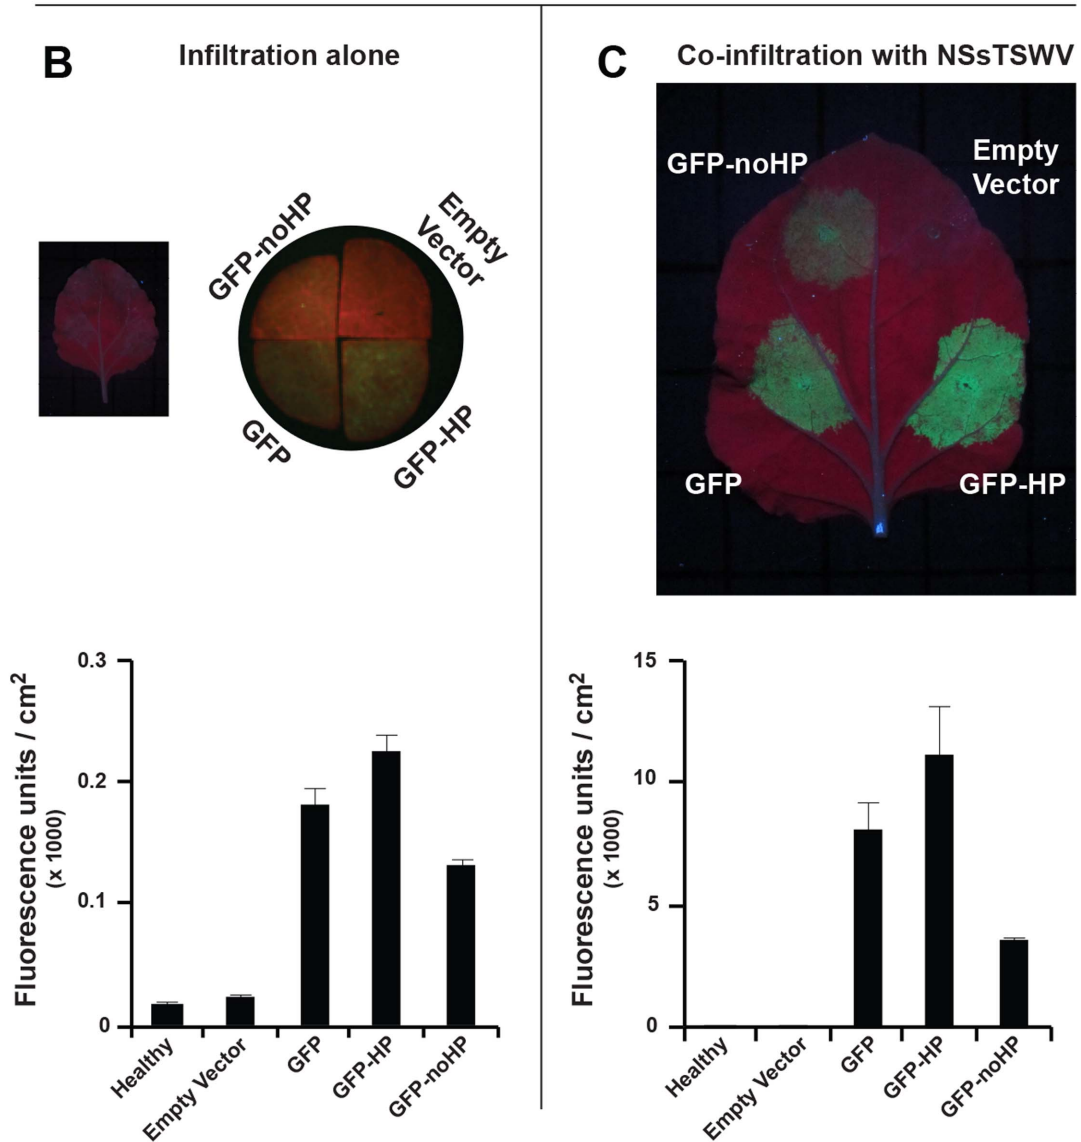 B
Infiltration alone
GFP-noHP
Empty
Vector
GFP
GFP-HP
Fluorescence units / cm²
(x 1000)
0.3
0.2
0.1
0
Healthy
Empty Vector
GFP
GFP-HP
GFP-noHP
C
Co-infiltration with NSsTSWV
GFP-noHP
Empty
Vector
GFP
GFP-HP
Fluorescence units / cm²
(x 1000)
15
10
5
0
Healthy
Empty Vector
GFP
GFP-HP
GFP-noHP